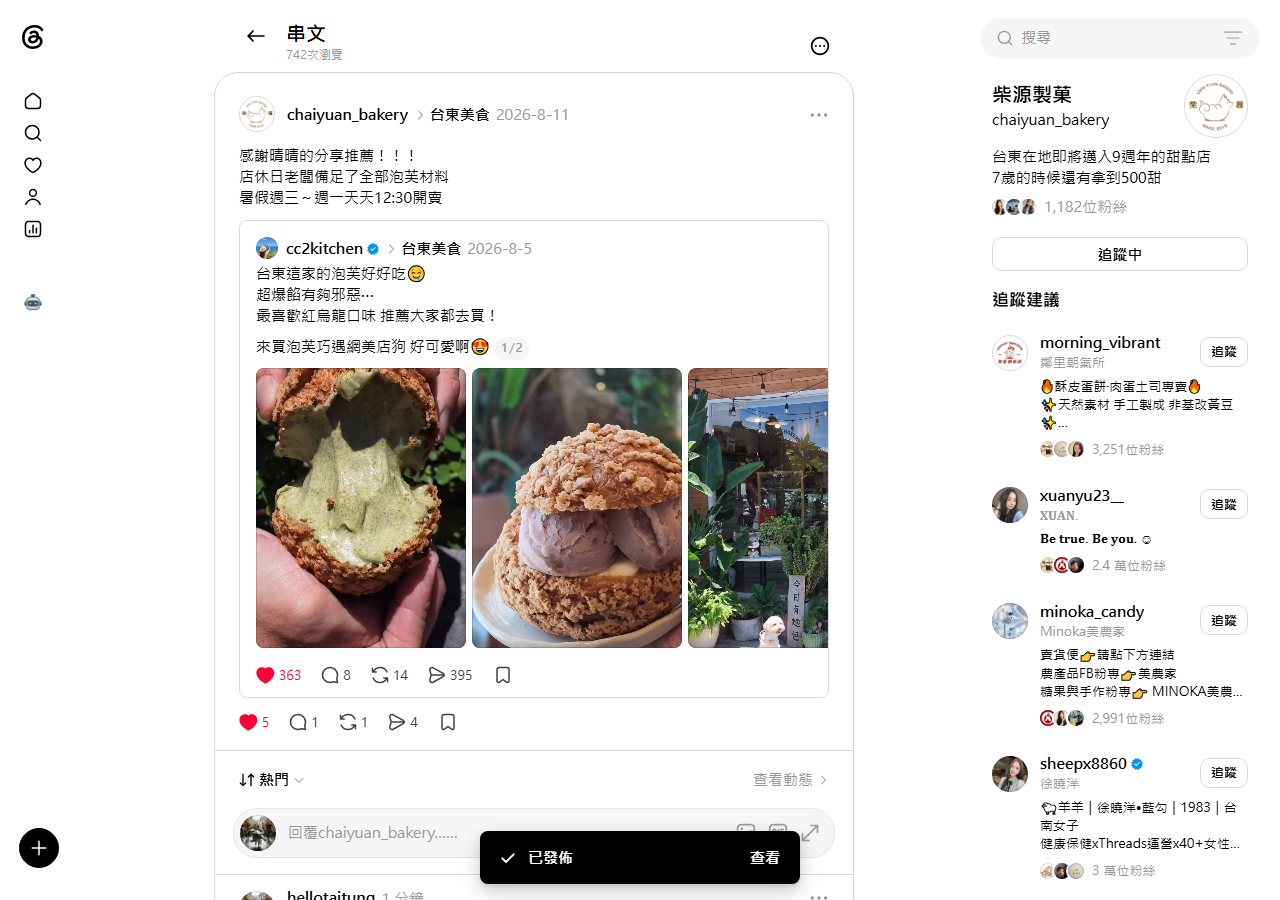 串文
742次瀏覽
chaiyuan_bakery > 台東美食 2026-8-11
感謝晴晴的分享推薦！！！
店休日老闆備足了全部泡芙材料
暑假週三～週一天天12:30開賣
cc2kitchen > 台東美食 2026-8-5
台東這家的泡芙好好吃🤤
超爆餡有夠邪惡⋯
最喜歡紅烏龍口味 推薦大家都去買！
來買泡芙巧遇網美店狗 好可愛啊😍 1/2
今日有麵包
363 8 14 395
5 1 1 4
熱門
查看動態 >
回覆chaiyuan_bakery......
已發佈 查看
hellotaitung 1 分鐘
搜尋
柴源製菓
chaiyuan_bakery
台東在地即將邁入9週年的甜點店
7歲的時候還有拿到500甜
1,182位粉絲
追蹤中
追蹤建議
morning_vibrant
追蹤
鄰里朝氣所
🔥酥皮蛋餅·肉蛋土司專賣🔥
✨天然素材 手工製成 非基改黃豆
✨...
3,251位粉絲
xuanyu23__
追蹤
XUAN.
Be true. Be you. ☺
2.4 萬位粉絲
minoka_candy
追蹤
Minoka美農家
賣貨便👉請點下方連結
農產品FB粉專👉美農家
糖果與手作粉專👉 MINOKA美農...
2,991位粉絲
sheepx8860
追蹤
徐曉洋
🐑羊羊 | 徐曉洋•藍勾 | 1983 | 台
南女子
健康保健xThreads運營x40+女性...
3 萬位粉絲